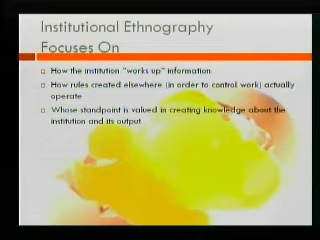 Institutional Ethnography
Focuses On
How the institution "works up" information
How rules created elsewhere (in order to control work) actually
operate
Whose standpoint is valued in creating knowledge about the
institution and its output